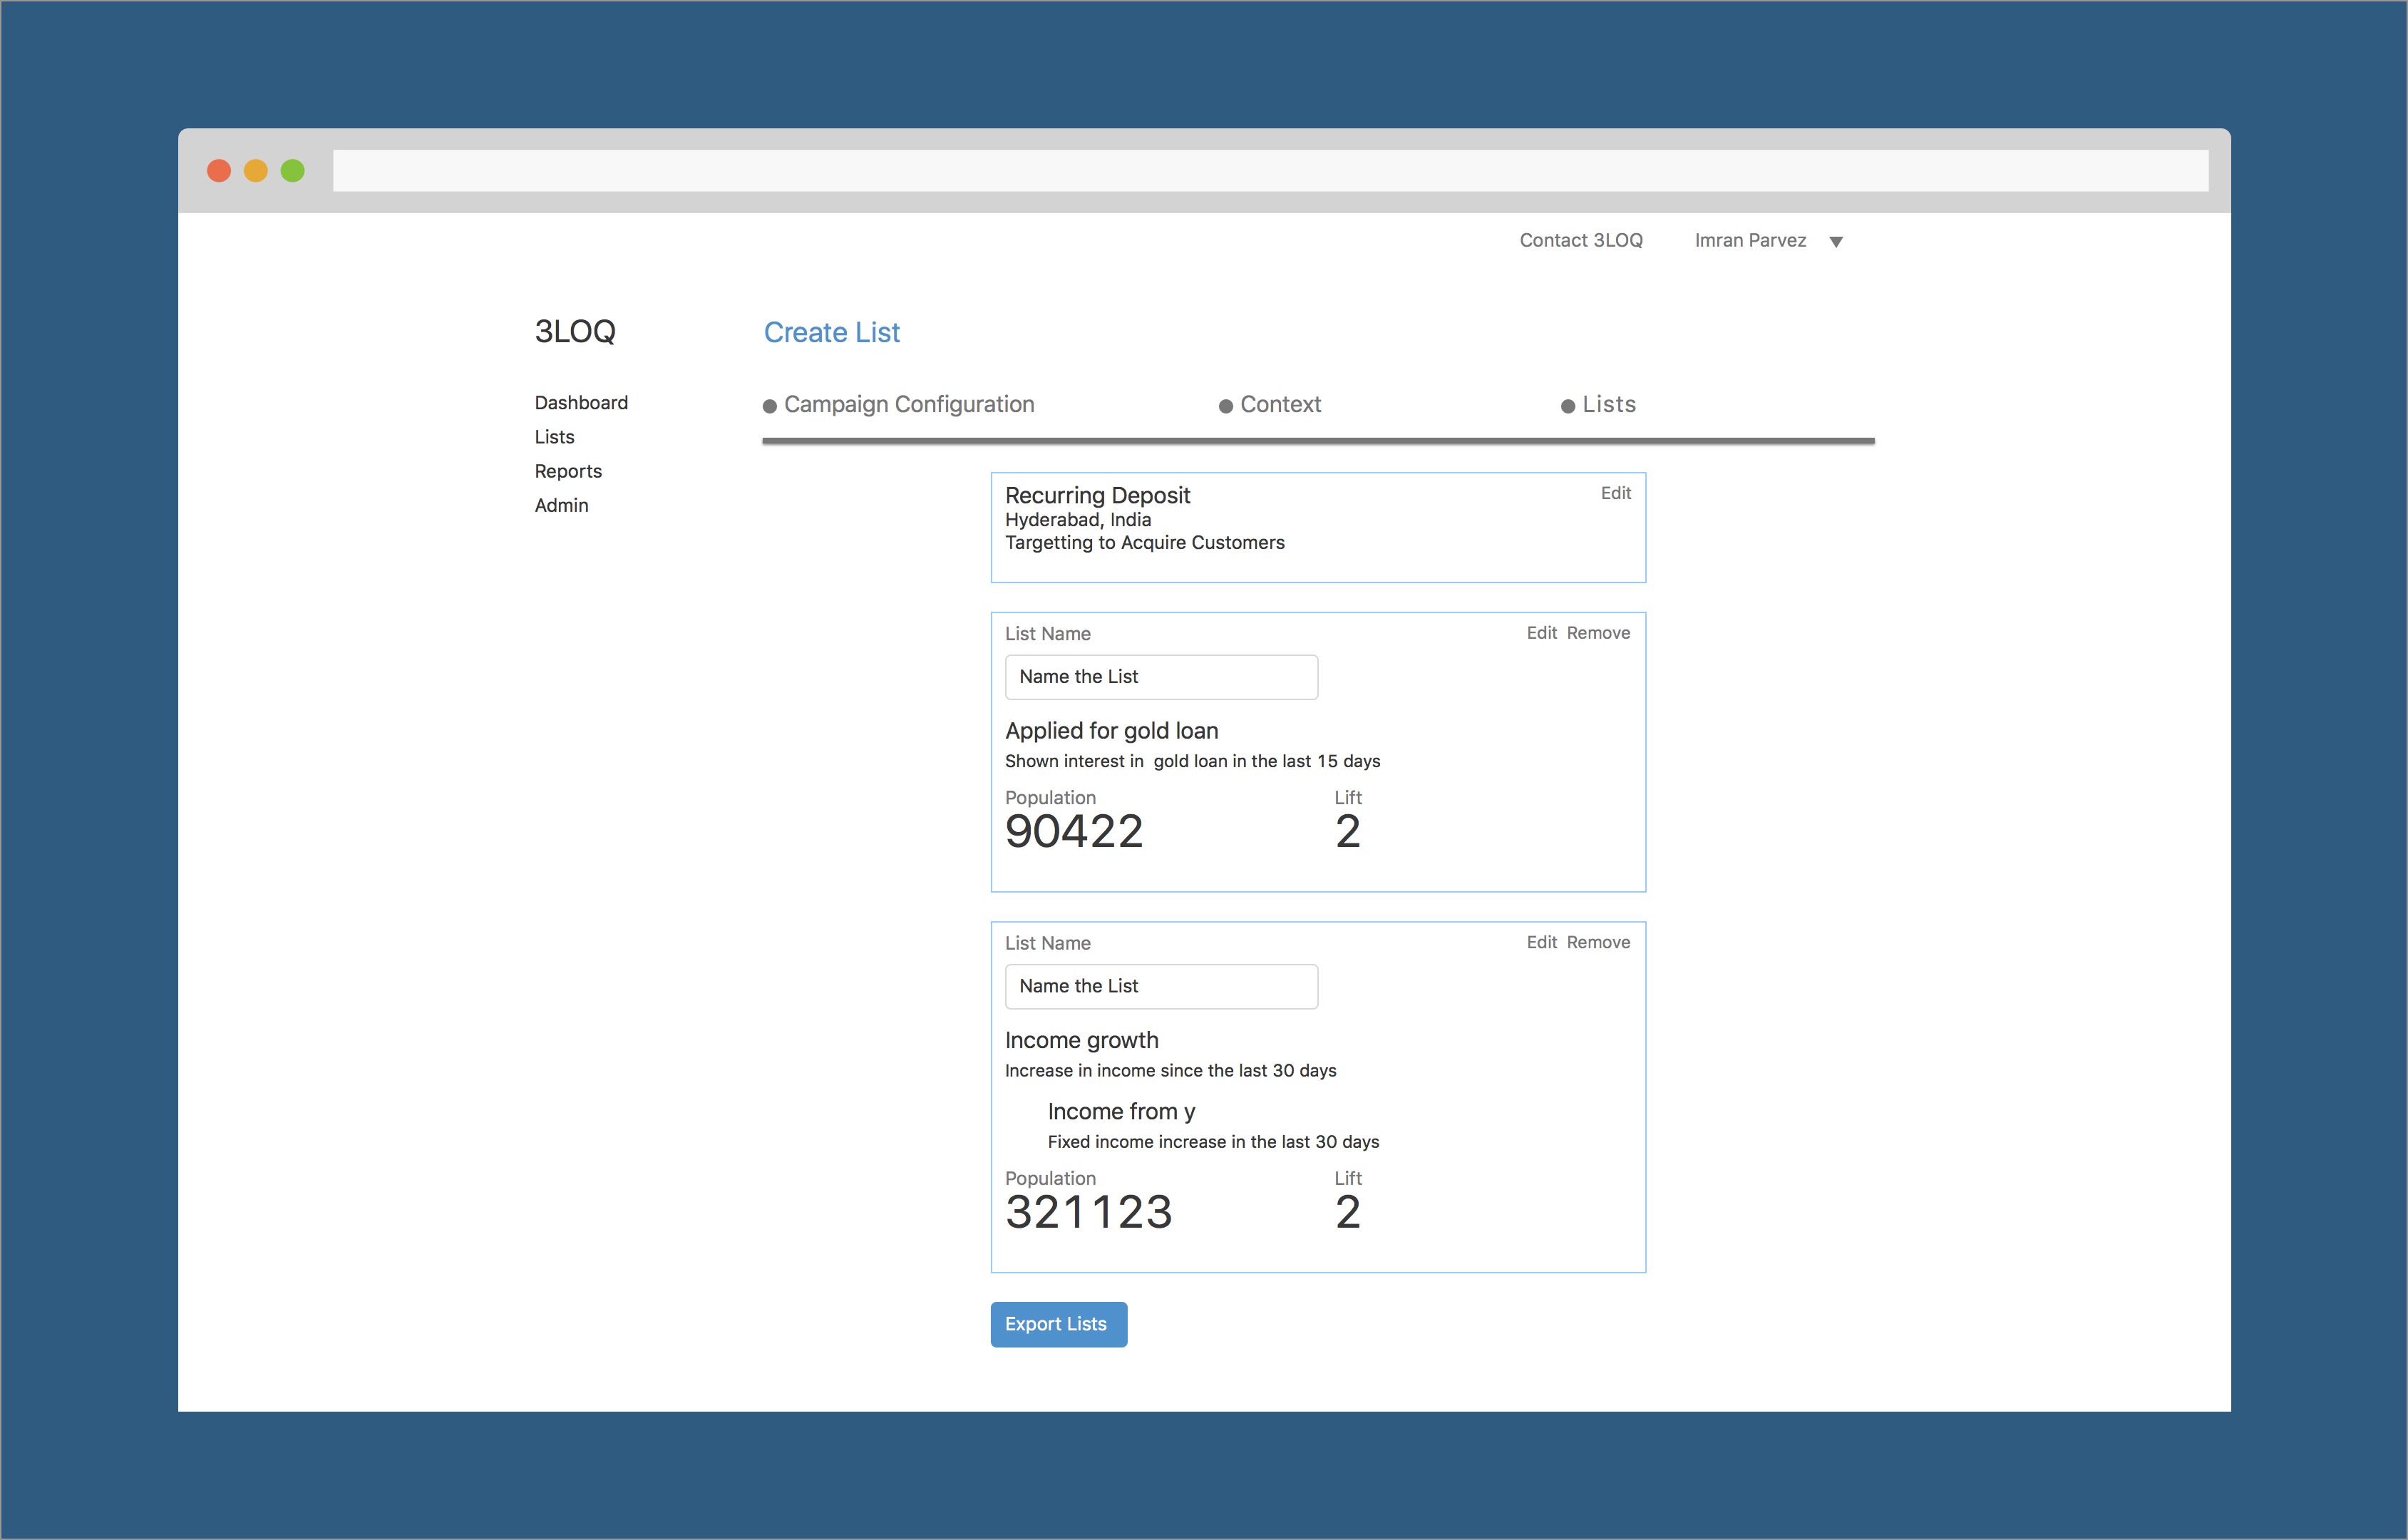 Contact 3LOQ Imran Parvez ▼
3LOQ
Create List
Dashboard
Lists
Reports
Admin
Campaign Configuration
Context
Lists
Recurring Deposit
Edit
Hyderabad, India
Targetting to Acquire Customers
List Name
Edit Remove
Name the List
Applied for gold loan
Shown interest in gold loan in the last 15 days
Population Lift
90422 2
List Name
Edit Remove
Name the List
Income growth
Increase in income since the last 30 days
Income from y
Fixed income increase in the last 30 days
Population Lift
321123 2
Export Lists